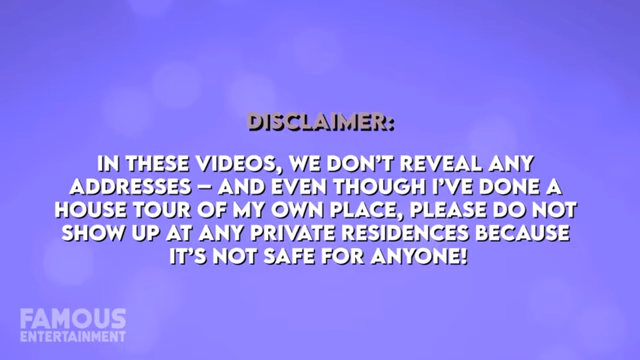 DISCLAIMER:
IN THESE VIDEOS, WE DON'T REVEAL ANY
ADDRESSES – AND EVEN THOUGH I'VE DONE A
HOUSE TOUR OF MY OWN PLACE, PLEASE DO NOT
SHOW UP AT ANY PRIVATE RESIDENCES BECAUSE
IT'S NOT SAFE FOR ANYONE!
FAMOUS
ENTERTAINMENT